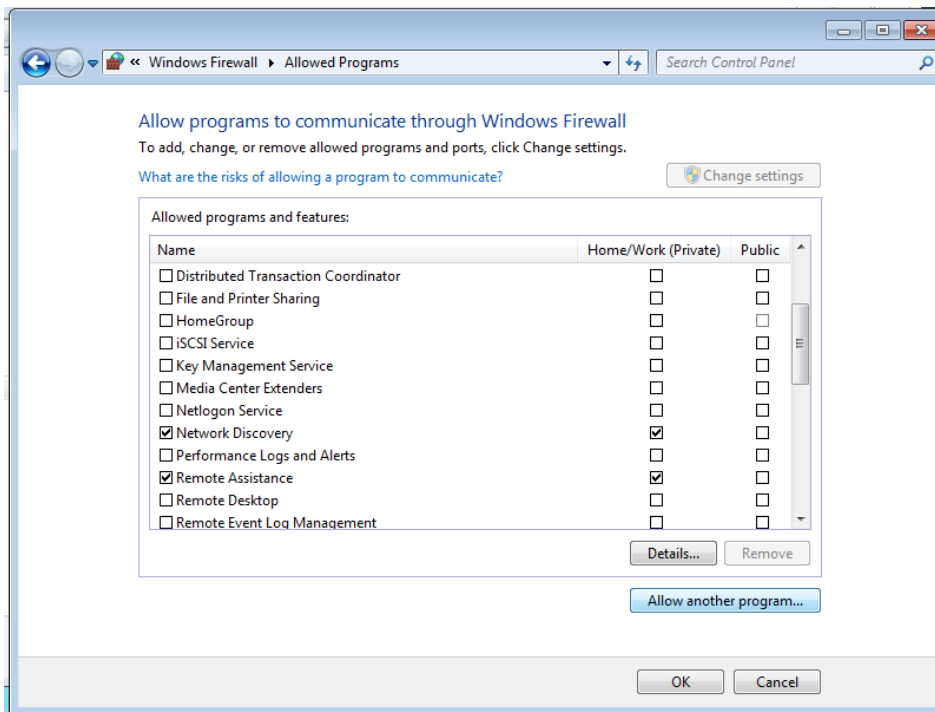 « Windows Firewall ▸ Allowed Programs
Search Control Panel
Allow programs to communicate through Windows Firewall
To add, change, or remove allowed programs and ports, click Change settings.
What are the risks of allowing a program to communicate?
Change settings
Allowed programs and features:
Name Home/Work (Private) Public
Distributed Transaction Coordinator
File and Printer Sharing
HomeGroup
iSCSI Service
Key Management Service
Media Center Extenders
Netlogon Service
Network Discovery
Performance Logs and Alerts
Remote Assistance
Remote Desktop
Remote Event Log Management
Details... Remove
Allow another program...
OK Cancel